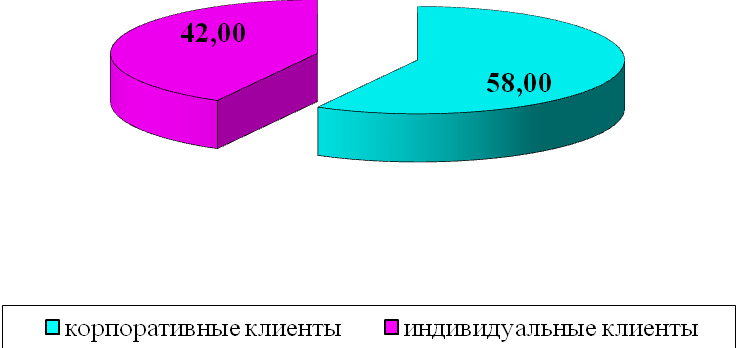 42,00
58,00
корпоративные клиенты
индивидуальные клиенты